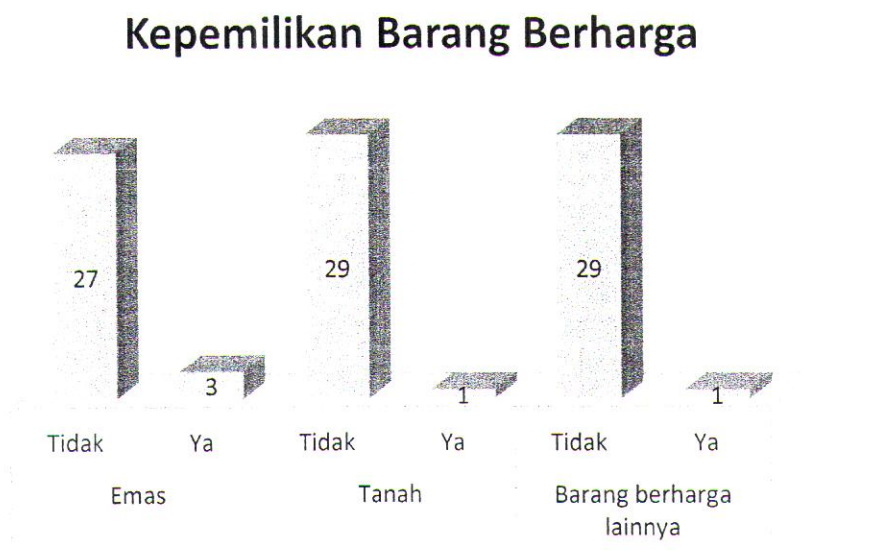 Kepemilikan Barang Berharga
27
3
29
1
29
1
Tidak Ya Tidak Ya Tidak Ya
Emas Tanah Barang berharga
lainnya